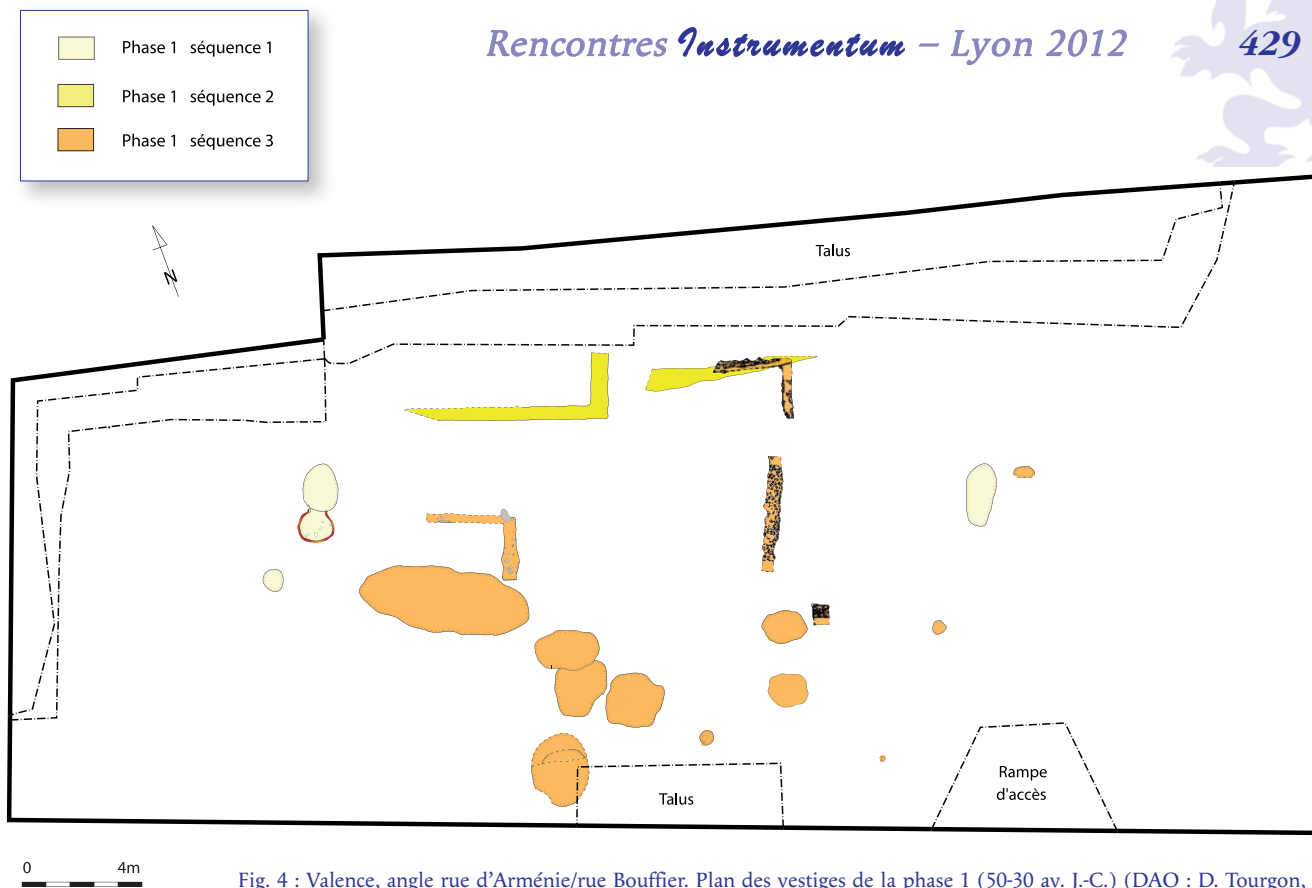 Phase 1 séquence 1
Phase 1 séquence 2
Phase 1 séquence 3
Rencontres Instrumentum – Lyon 2012
429
N
Talus
Talus
Rampe
d'accès
0 4m
Fig. 4 : Valence, angle rue d'Arménie/rue Bouffier. Plan des vestiges de la phase 1 (50-30 av. J.-C.) (DAO : D. Tourgon.